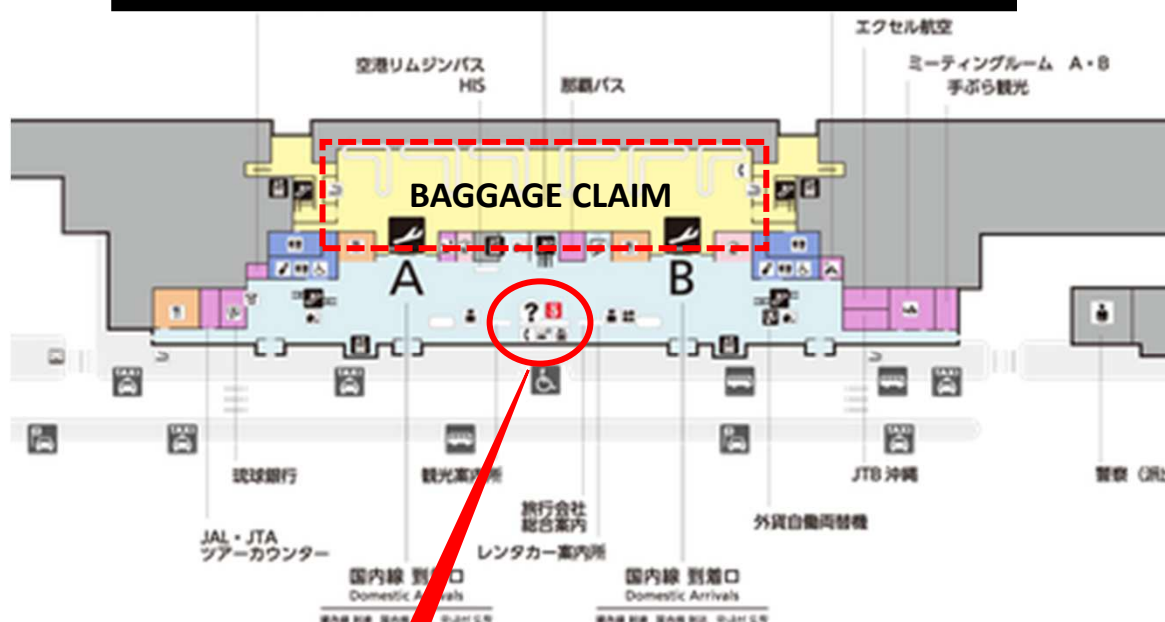 エクセル航空
空港リムジンバス
HIS
那覇バス
ミーティングルーム A・B
手ぶら観光
BAGGAGE CLAIM
A
B
?
琉球銀行
観光案内所
JTB 沖縄
警察
旅行会社
総合案内
外貨自動両替機
JAL・JTA
ツアーカウンター
レンタカー案内所
国内線 到着口
Domestic Arrivals
国内線 到着口
Domestic Arrivals